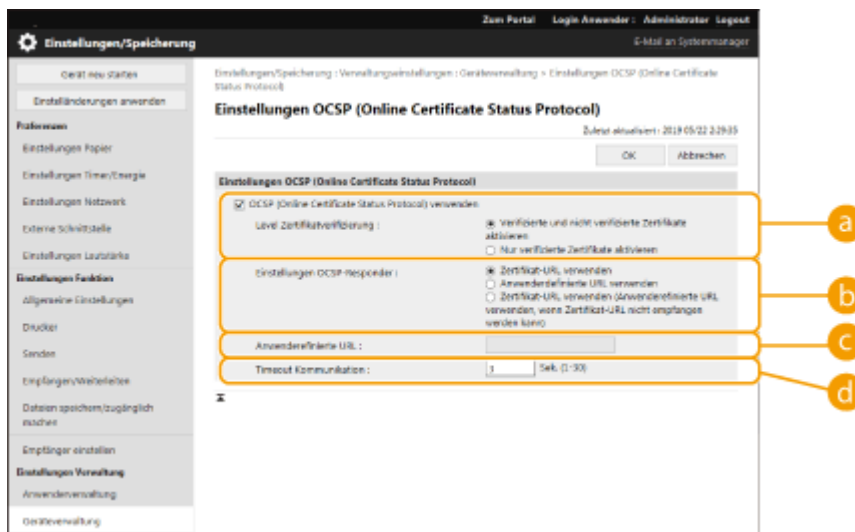 Zum Portal Login Anwender : Administrator Logout
Einstellungen/Speicherung E-Mail an Systemmanager
Gerät neu starten
Einstelländerungen anwenden
Präferenzen
Einstellungen Papier
Einstellungen Timer/Energie
Einstellungen Netzwerk
Externe Schnittstelle
Einstellungen Lautstärke
Einstellungen Funktion
Allgemeine Einstellungen
Drucker
Senden
Empfangen/Weiterleiten
Dateien speichern/zugänglich
machen
Empfänger einstellen
Einstellungen Verwaltung
Anwenderverwaltung
Geräteverwaltung
Einstellungen/Speicherung : Verwaltungseinstellungen : Geräteverwaltung > Einstellungen OCSP (Online Certificate
Status Protocol)
Einstellungen OCSP (Online Certificate Status Protocol)
Zuletzt aktualisiert : 2019 05/22 2:29:35
OK Abbrechen
Einstellungen OCSP (Online Certificate Status Protocol)
OCSP (Online Certificate Status Protocol) verwenden
Level Zertifikatverifizierung : Verifizierte und nicht verifizierte Zertifikate
aktivieren
Nur verifizierte Zertifikate aktivieren
a
Einstellungen OCSP-Responder : Zertifikat-URL verwenden
Anwenderdefinierte URL verwenden
Zertifikat-URL verwenden (Anwenderefinierte URL
verwenden, wenn Zertifikat-URL nicht empfangen
werden kann)
b
Anwenderefinierte URL :
c
Timeout Kommunikation : 3 Sek. (1-30)
d